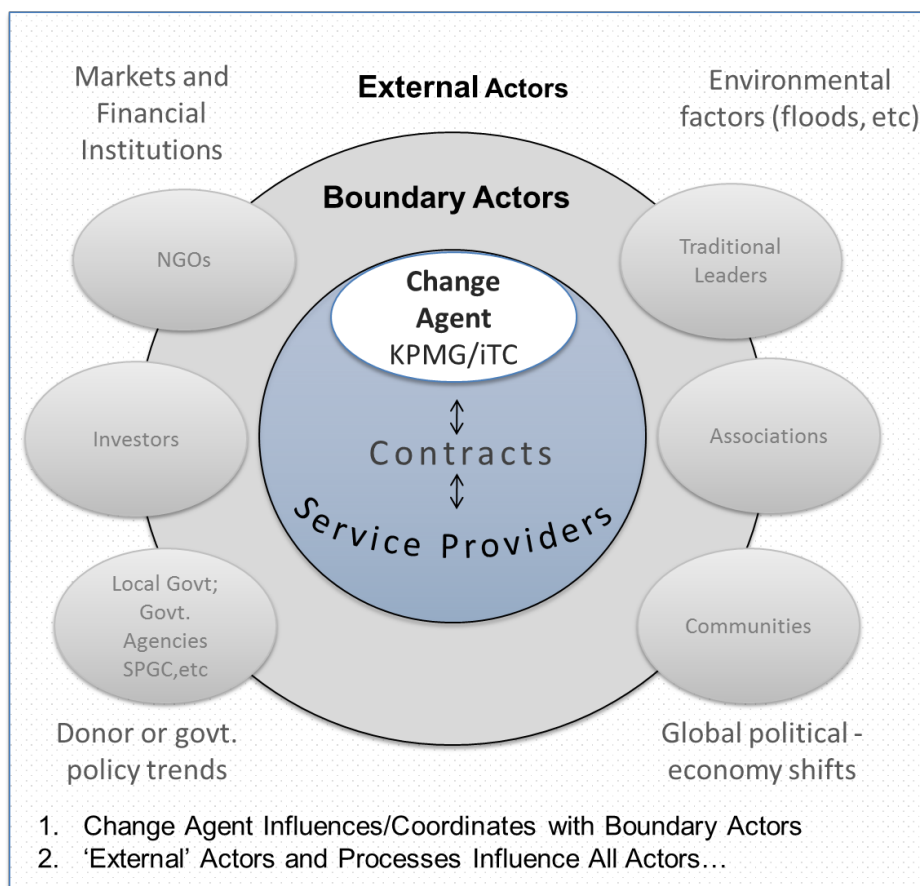 Markets and
Financial
Institutions
External Actors
Environmental
factors (floods, etc)
Boundary Actors
NGOs
Traditional
Leaders
Change
Agent
KPMG/iTC
Investors
Contracts
Associations
Service Providers
Local Govt;
Govt.
Agencies
SPGC,etc
Communities
Donor or govt.
policy trends
Global political -
economy shifts
1. Change Agent Influences/Coordinates with Boundary Actors
2. ‘External’ Actors and Processes Influence All Actors…